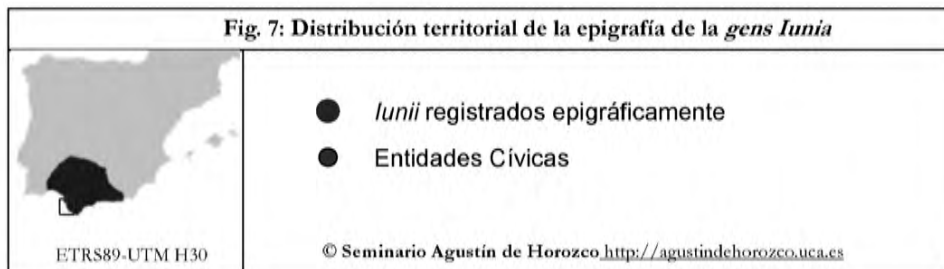 Fig. 7: Distribución territorial de la epigrafía de la gens Iunia
Iunii registrados epigráficamente
Entidades Cívicas
ETRS89-UTM H30
© Seminario Agustín de Horozco http://agustindehorozco.uca.es